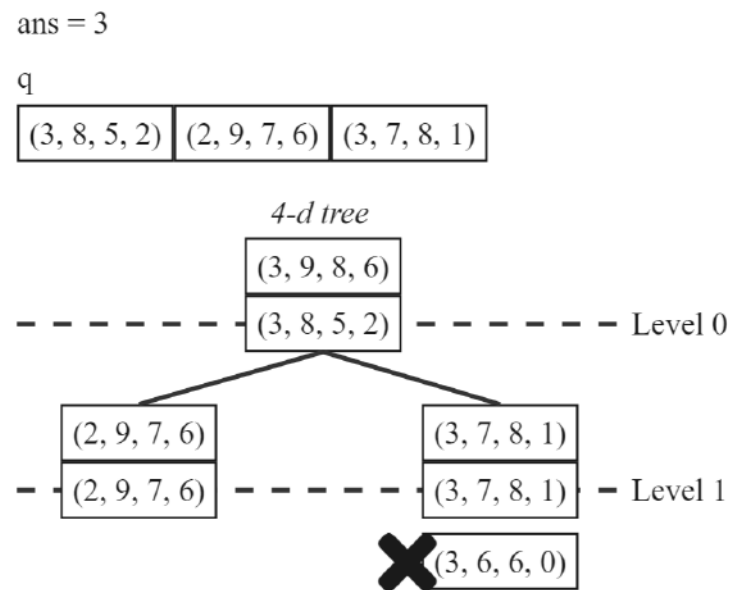 ans = 3
q
(3, 8, 5, 2) (2, 9, 7, 6) (3, 7, 8, 1)
4-d tree
(3, 9, 8, 6)
(3, 8, 5, 2) Level 0
(2, 9, 7, 6) (3, 7, 8, 1)
(2, 9, 7, 6) (3, 7, 8, 1) Level 1
(3, 6, 6, 0)